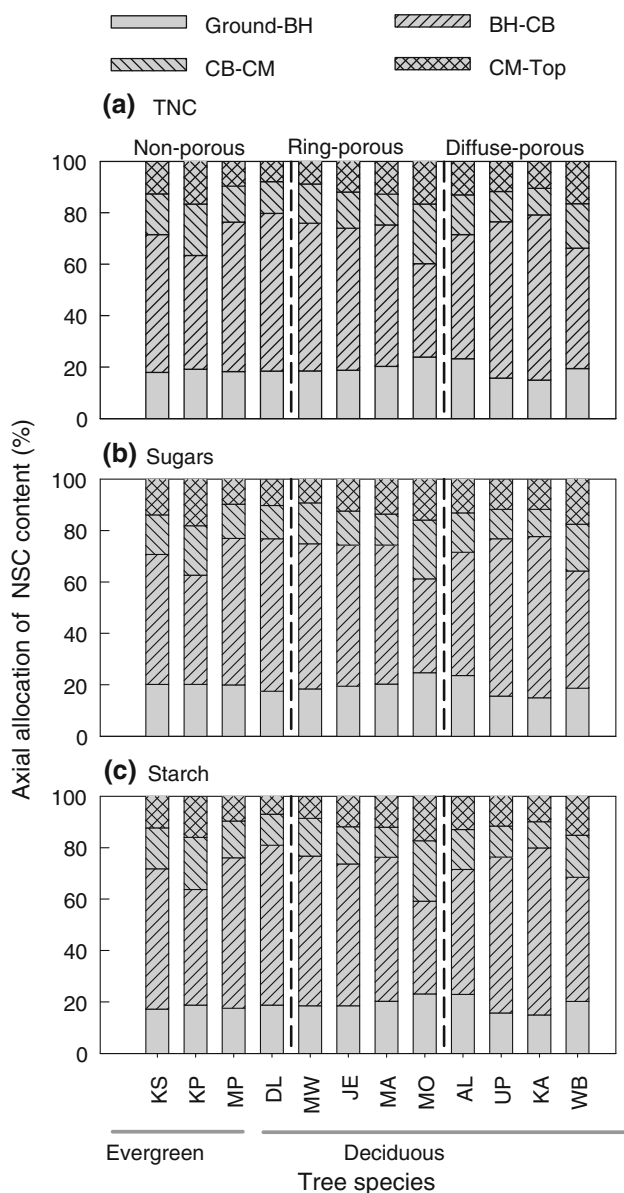 Ground-BH
BH-CB
CB-CM
CM-Top
(a) TNC
Non-porous
Ring-porous
Diffuse-porous
100
80
60
40
20
0
(b) Sugars
100
80
60
40
20
0
(c) Starch
100
80
60
40
20
0
Axial allocation of NSC content (%)
KS
KP
MP
DL
MW
JE
MA
MO
AL
UP
KA
WB
Evergreen
Deciduous
Tree species